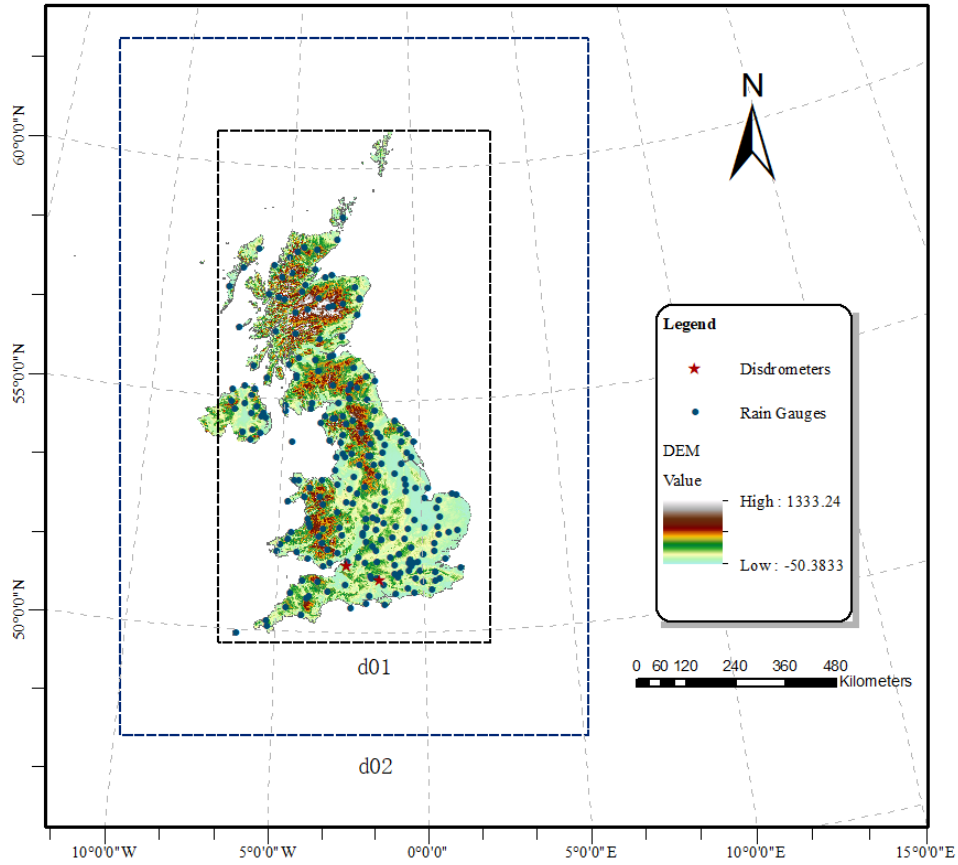 N
60°0'0"N
55°0'0"N
50°0'0"N
Legend
Disdrometers
Rain Gauges
DEM
Value
High : 1333.24
Low : -50.3833
0 60 120 240 360 480
Kilometers
d01
d02
10°0'0"W 5°0'0"W 0°0'0" 5°0'0"E 10°0'0"E 15°0'0"E